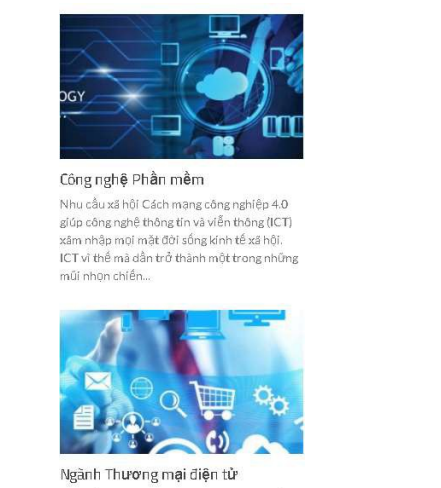 OGY
Công nghệ Phần mềm
Nhu cầu xã hội Cách mạng công nghiệp 4.0
giúp công nghệ thông tin và viễn thông (ICT)
xâm nhập mọi mặt đời sống kinh tế xã hội.
ICT vì thế mà dần trở thành một trong những
mũi nhọn chiến...
Ngành Thương mại điện tử